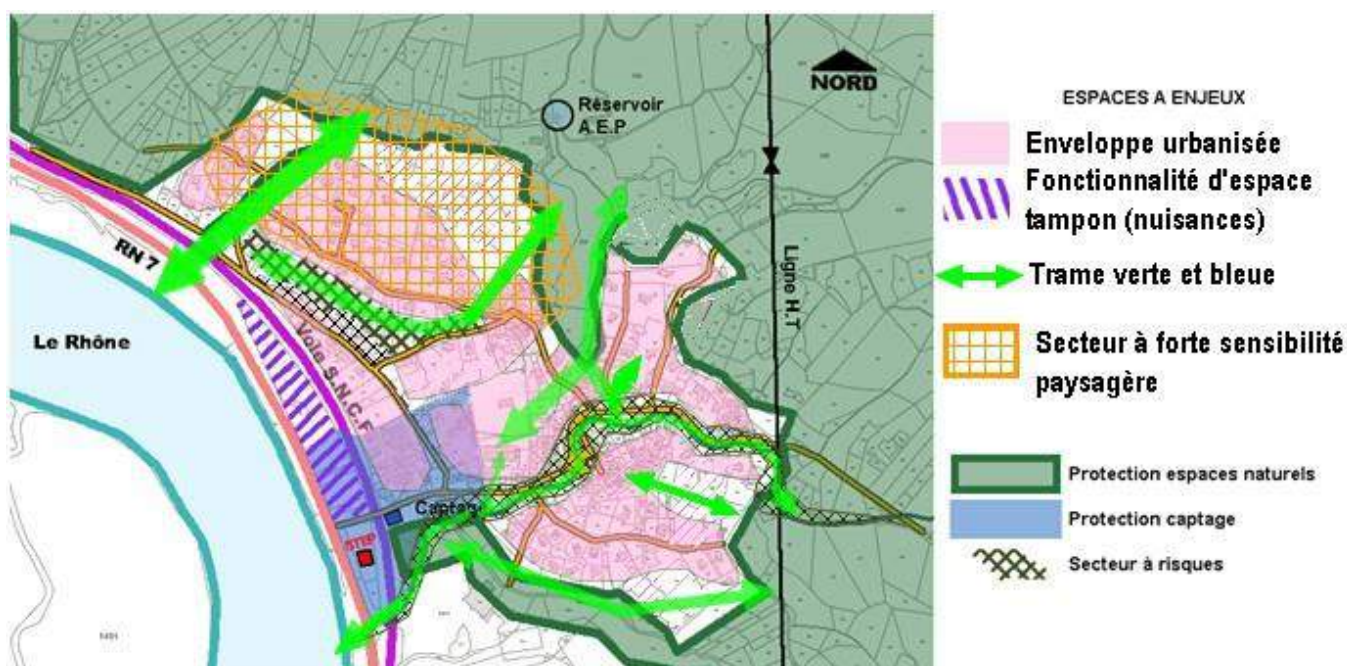 Réservoir
A.E.P
NORD
RN 7
Le Rhône
Voie S.N.C.F
Ligne H.T
Captage
STEP
ESPACES A ENJEUX
Enveloppe urbanisée
Fonctionnalité d'espace
tampon (nuisances)
Trame verte et bleue
Secteur à forte sensibilité
paysagère
Protection espaces naturels
Protection captage
Secteur à risques